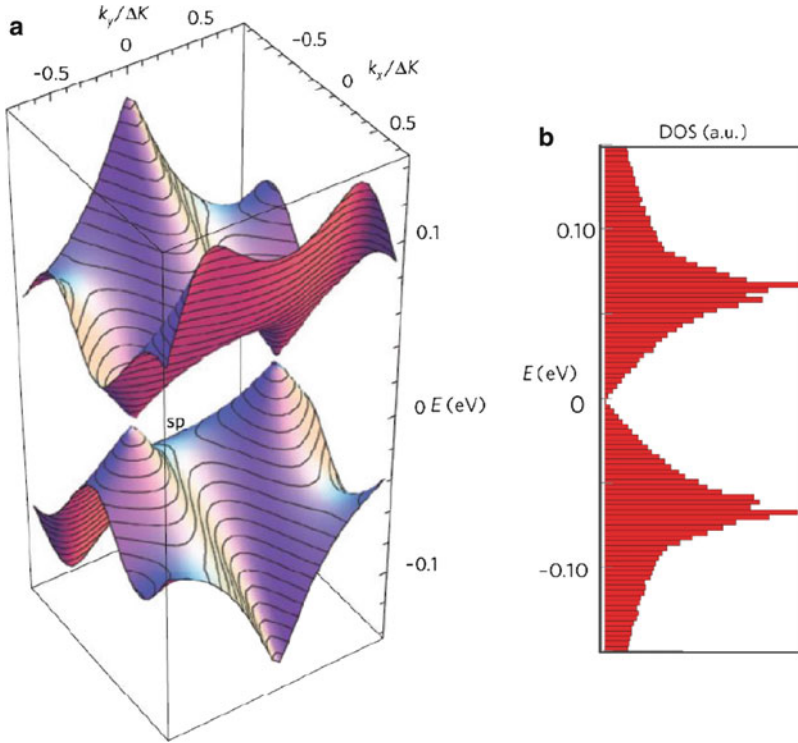 a
k_y/ΔK
-0.5
0
0.5
-0.5
k_x/ΔK
0
0.5
0.1
0 E (eV)
-0.1
sp
b
DOS (a.u.)
0.10
E (eV)
0
-0.10